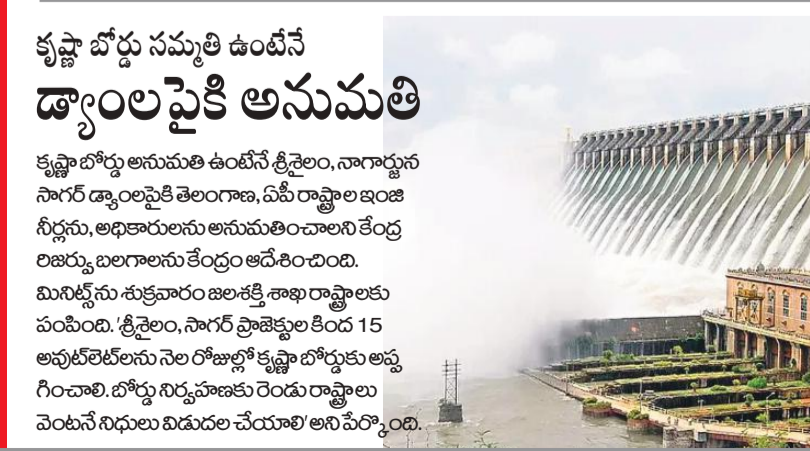 కృష్ణా బోర్డు సమ్మతి ఉంటేనే
డ్యాంలపైకి అనుమతి
కృష్ణా బోర్డు అనుమతి ఉంటేనే శ్రీశైలం, నాగార్జున
సాగర్ డ్యాంలపైకి తెలంగాణ, ఏపీ రాష్ట్రాల ఇంజి
నీర్లను, అధికారులను అనుమతించాలని కేంద్ర
రిజర్వు బలగాలను కేంద్రం ఆదేశించింది.
మినిట్స్‌ను శుక్రవారం జలశక్తి శాఖ రాష్ట్రాలకు
పంపింది. 'శ్రీశైలం, సాగర్ ప్రాజెక్టుల కింద 15
అవుట్‌లెట్‌లను నెల రోజుల్లో కృష్ణా బోర్డుకు అప్ప
గించాలి. బోర్డు నిర్వహణకు రెండు రాష్ట్రాలు
వెంటనే నిధులు విడుదల చేయాలి' అని పేర్కొంది.